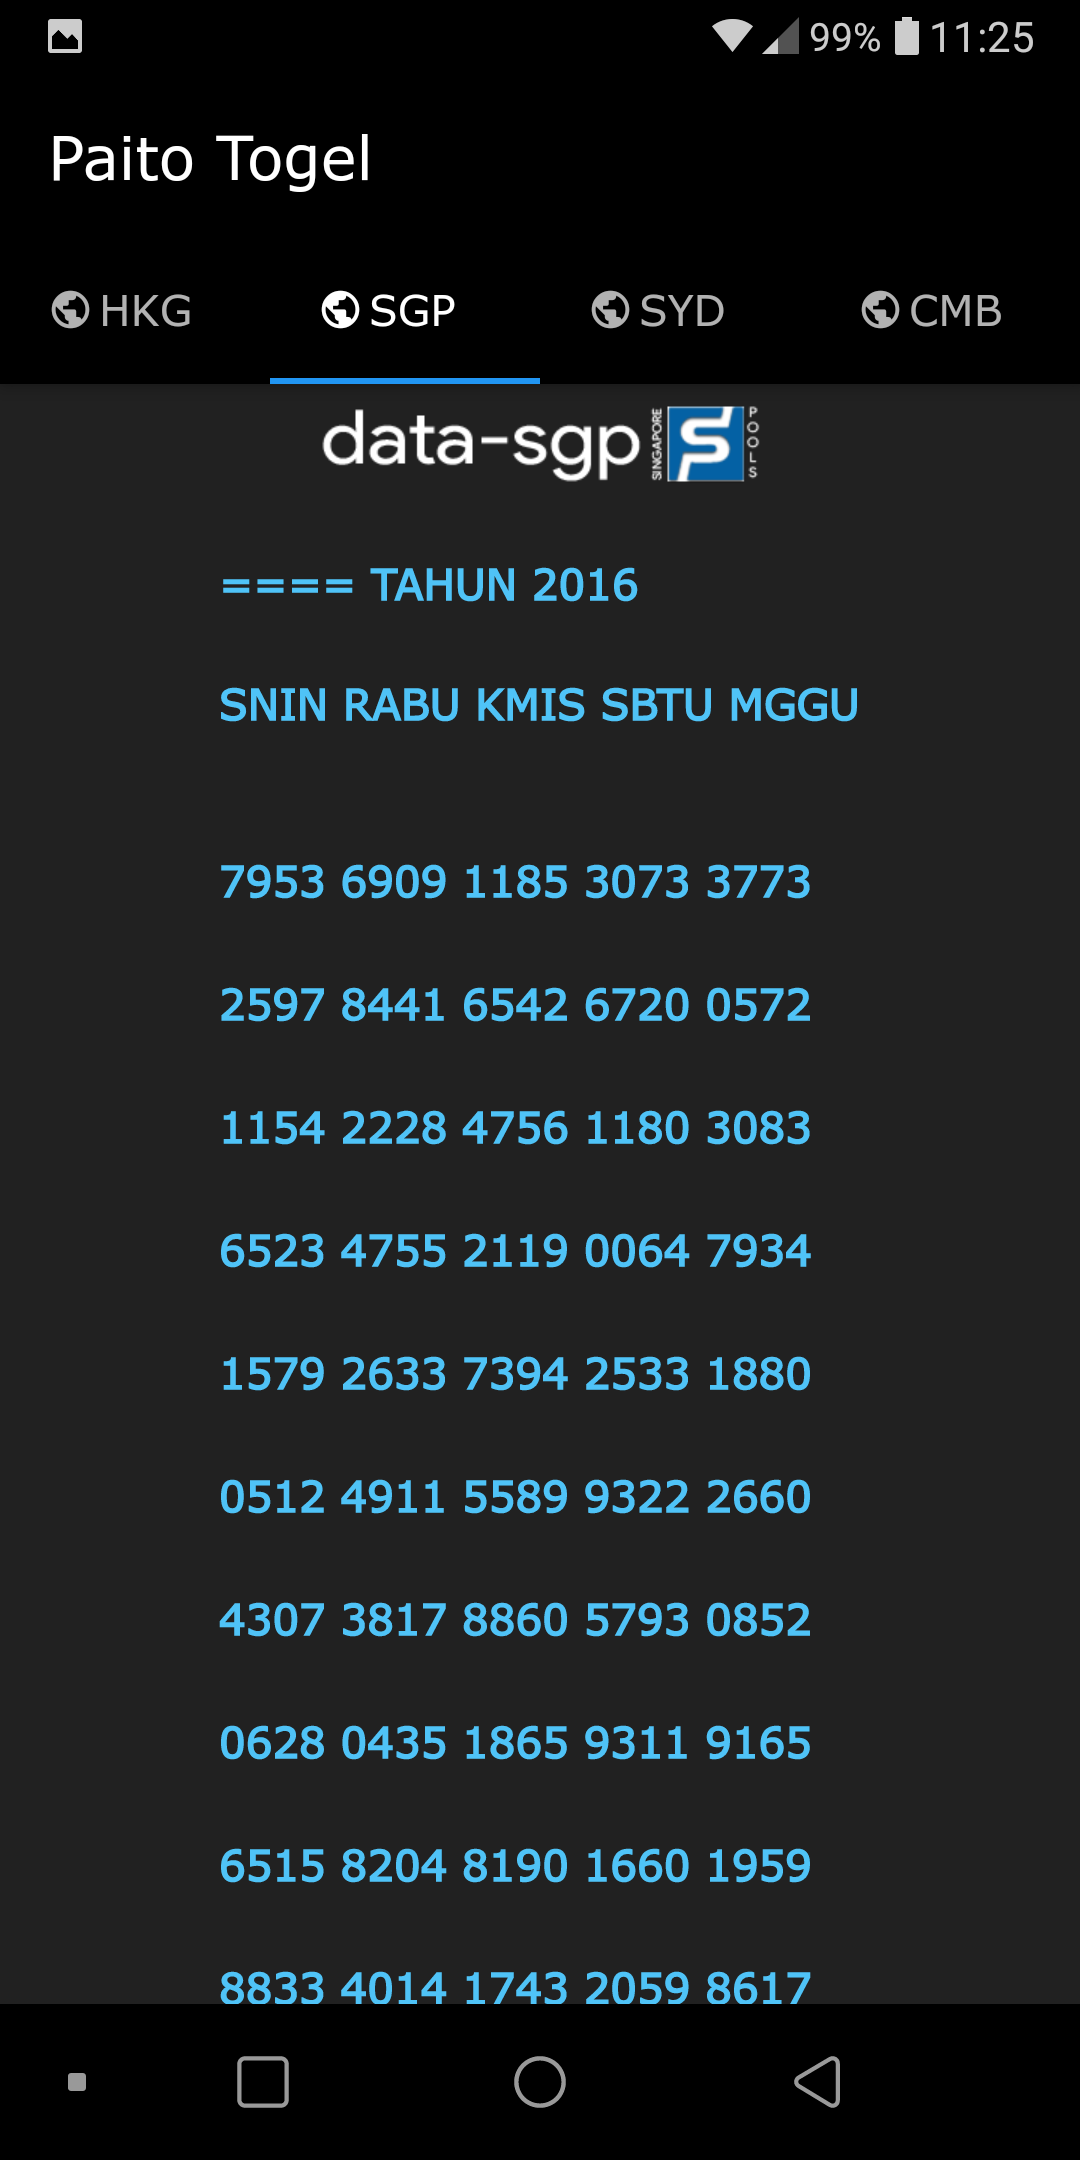 99% 11:25
Paito Togel
HKG SGP SYD CMB
data-sgp SINGAPORE POOLS
==== TAHUN 2016
SNIN RABU KMIS SBTU MGGU
7953 6909 1185 3073 3773
2597 8441 6542 6720 0572
1154 2228 4756 1180 3083
6523 4755 2119 0064 7934
1579 2633 7394 2533 1880
0512 4911 5589 9322 2660
4307 3817 8860 5793 0852
0628 0435 1865 9311 9165
6515 8204 8190 1660 1959
8833 4014 1743 2059 8617